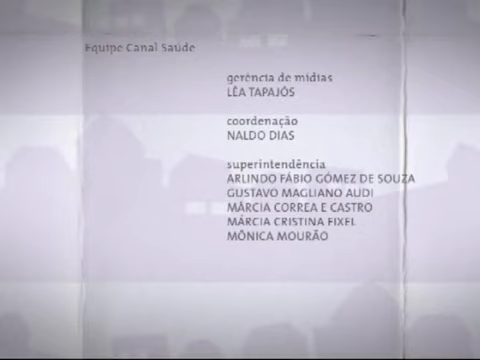 Equipe Canal Saúde
gerência de mídias
LÊA TAPAJÓS
coordenação
NALDO DIAS
superintendência
ARLINDO FÁBIO GÓMEZ DE SOUZA
GUSTAVO MAGLIANO AUDI
MÁRCIA CORREA E CASTRO
MÁRCIA CRISTINA FIXEL
MÔNICA MOURÃO